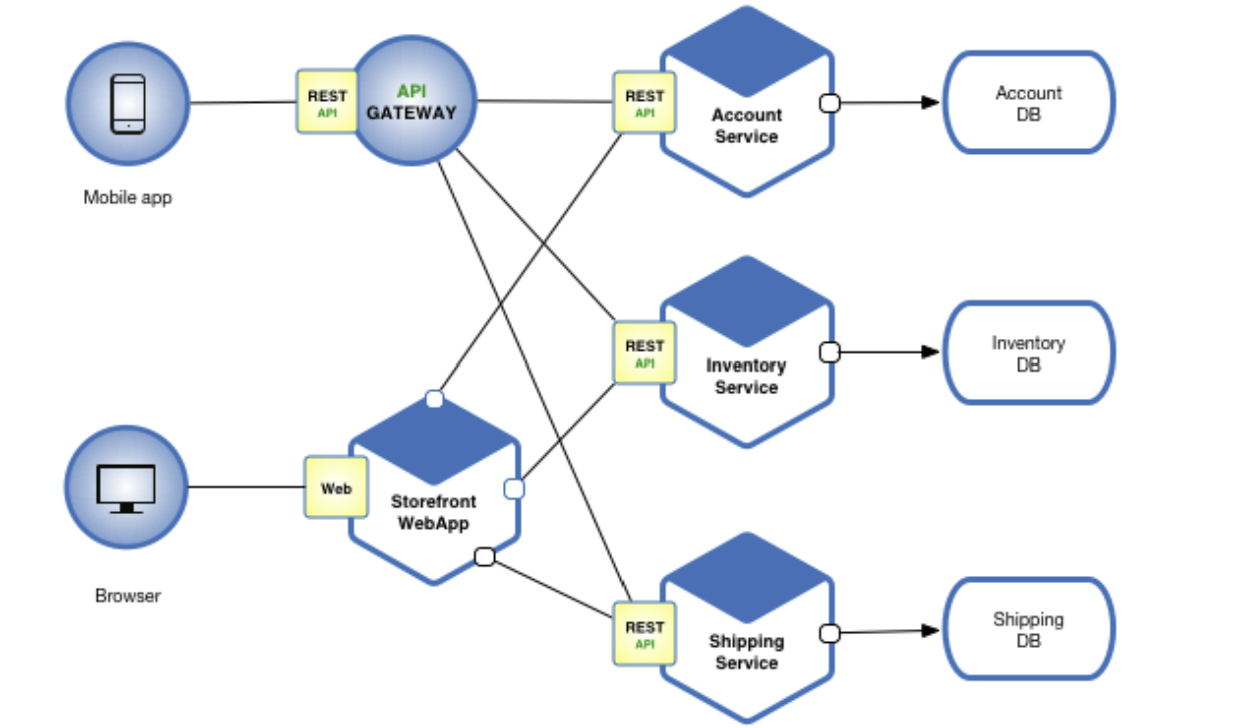 Mobile app
REST
API
API
GATEWAY
REST
API
Account
Service
Account
DB
REST
API
Inventory
Service
Inventory
DB
Browser
Web
Storefront
WebApp
REST
API
Shipping
Service
Shipping
DB